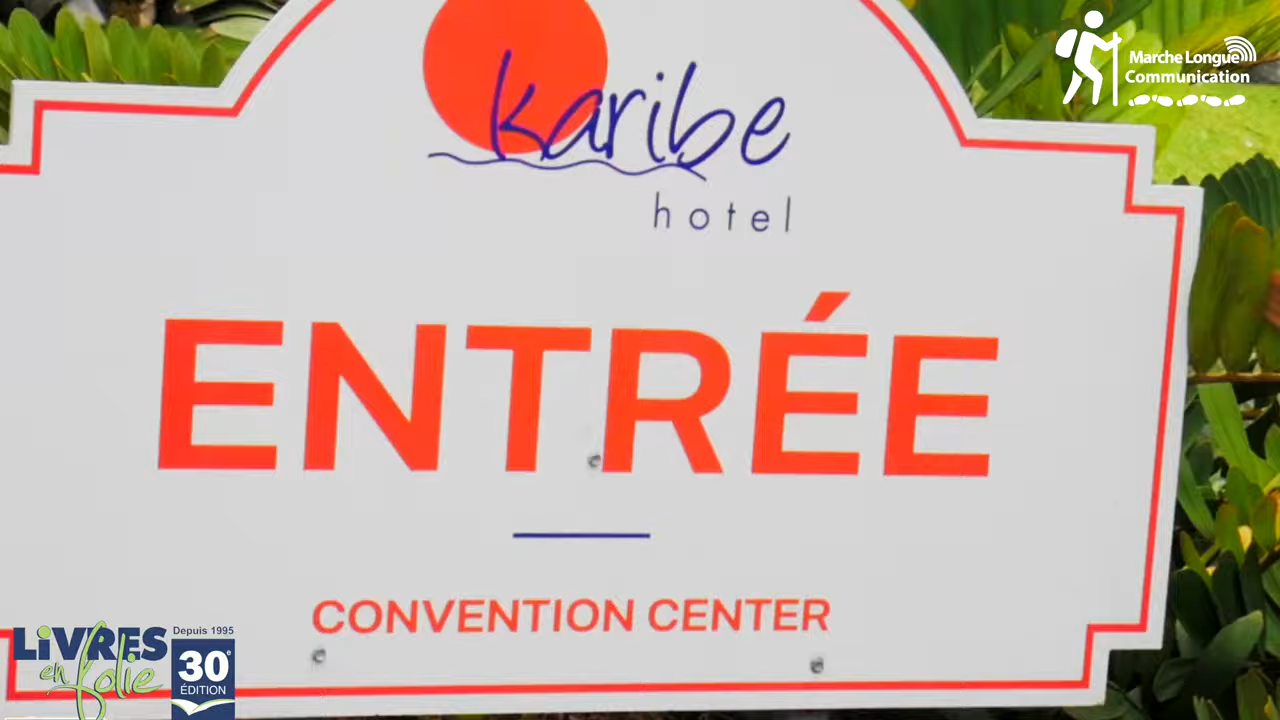 karibe
hotel
Marche Longue
Communication
ENTRÉE
CONVENTION CENTER
LiVRES
en folie
Depuis 1995
30e
ÉDITION